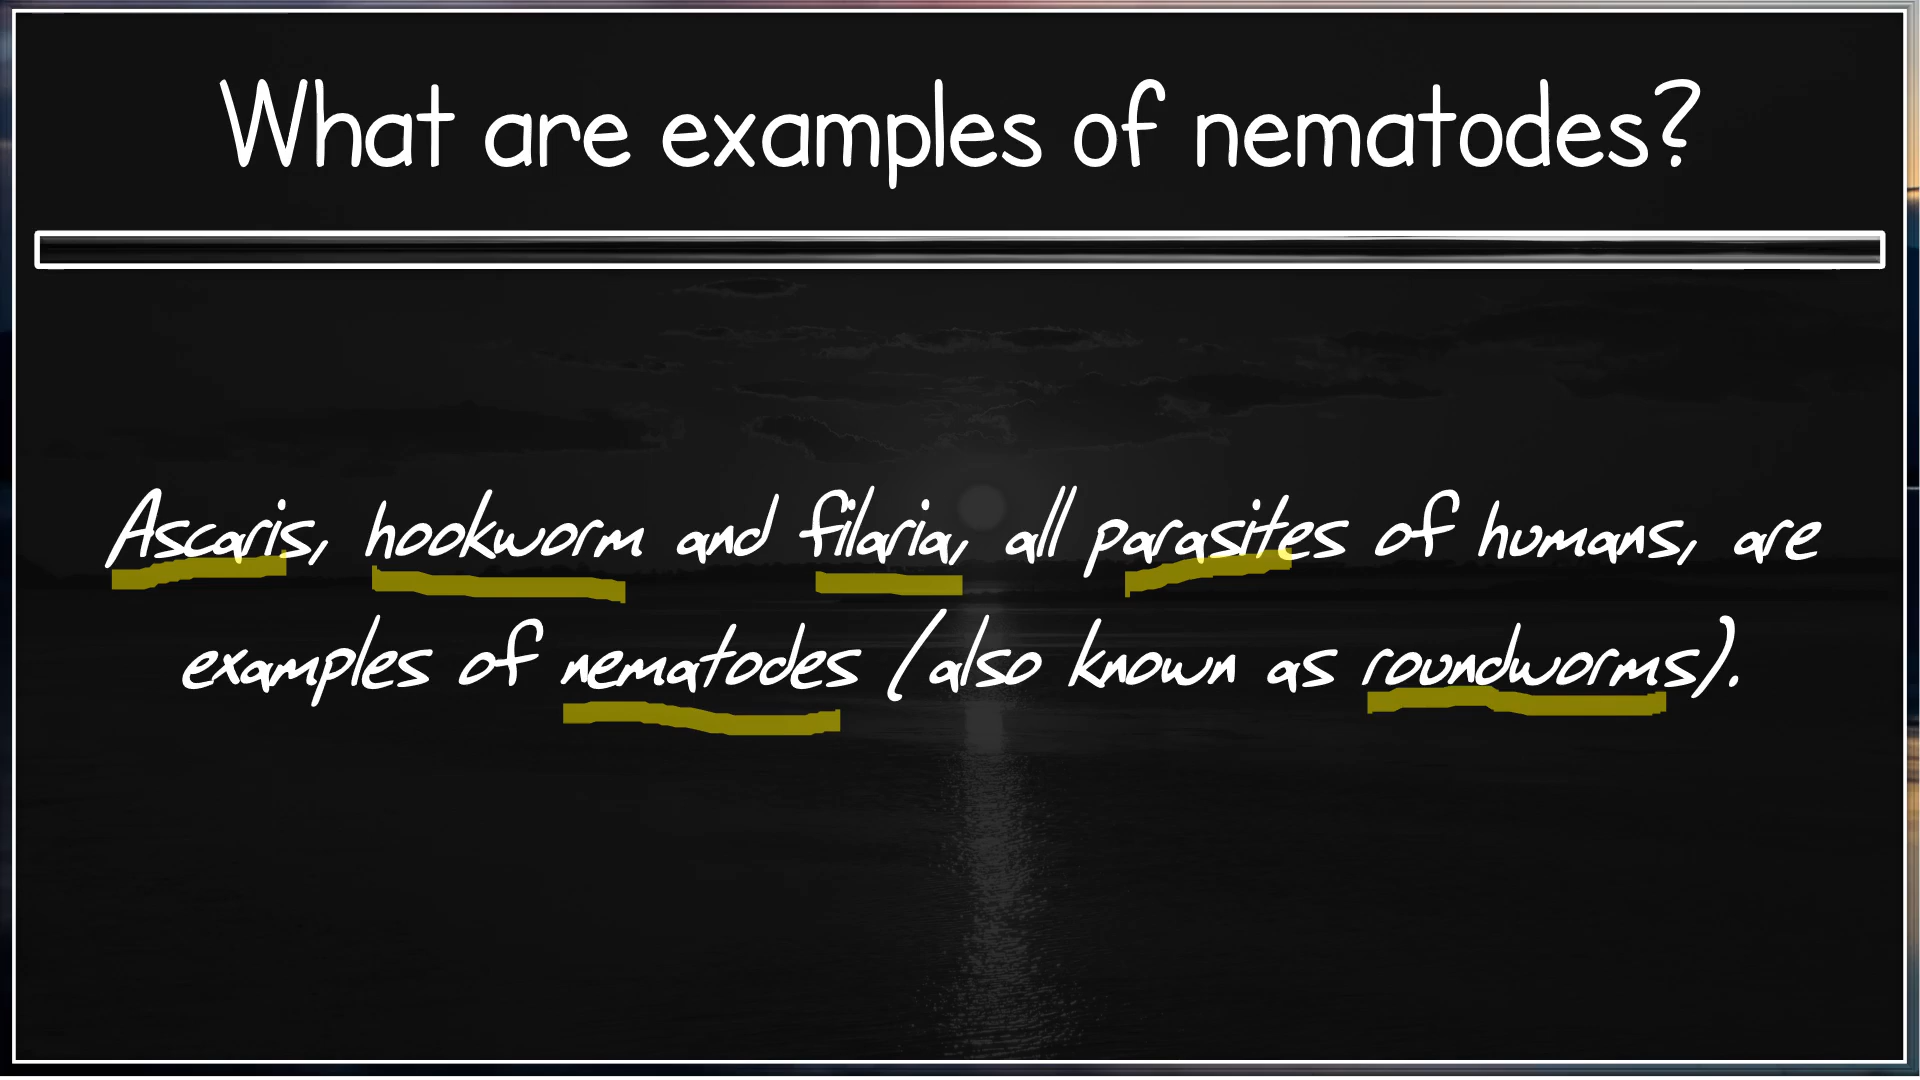 What are examples of nematodes?
Ascaris, hookworm and filaria, all parasites of humans, are
examples of nematodes (also known as roundworms).